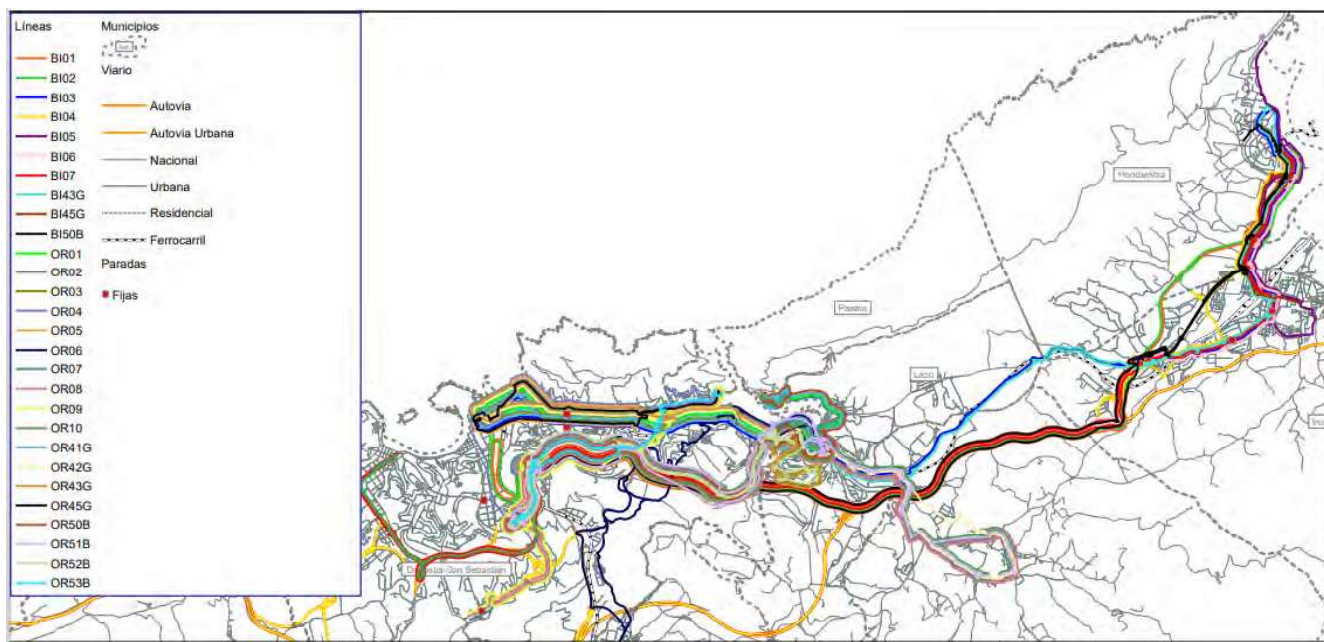 Líneas
BI01
BI02
BI03
BI04
BI05
BI06
BI07
BI43G
BI45G
BI50B
OR01
OR02
OR03
OR04
OR05
OR06
OR07
OR08
OR09
OR10
OR41G
OR42G
OR43G
OR45G
OR50B
OR51B
OR52B
OR53B
Municipios
Viario
Autovía
Autovia Urbana
Nacional
Urbana
Residencial
Ferrocarril
Paradas
Fijas
Hondarribia
Pasaia
Lezo
Donostia-San Sebastián